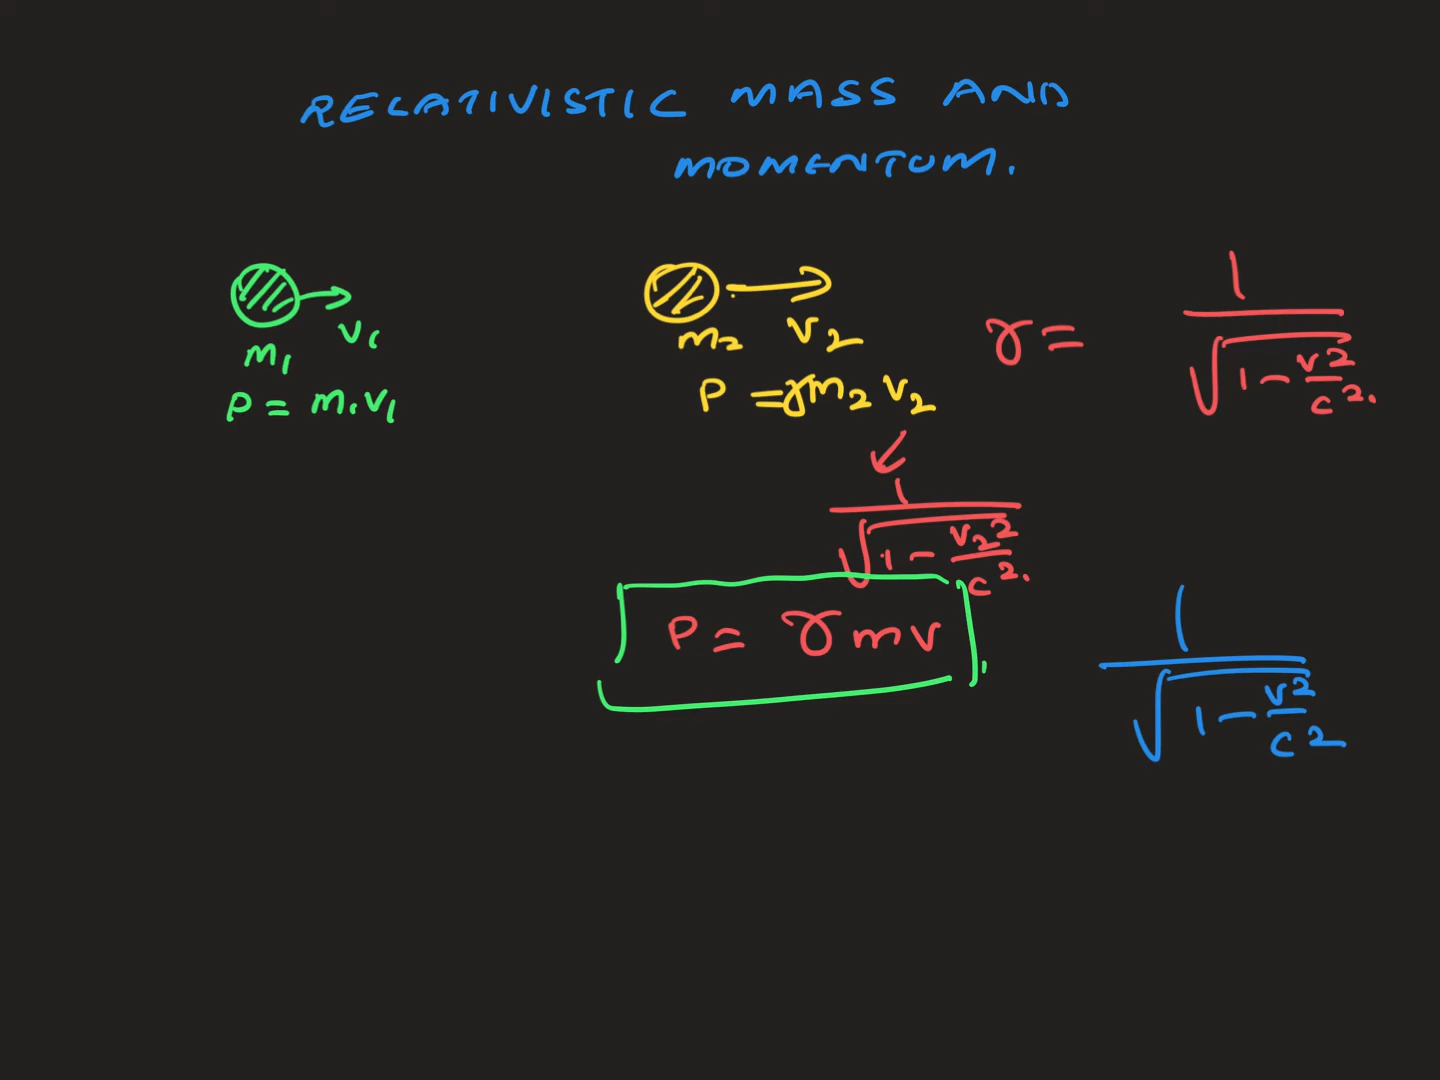 RELATIVISTIC MASS AND
MOMENTUM.
v₁
m₁
P = m₁v₁
m₂ v₂
P = γm₂v₂
γ = 1/√(1 - v²/c²).
1/√(1 - v₂²/c²).
P = γmv
1/√(1 - v²/c²)